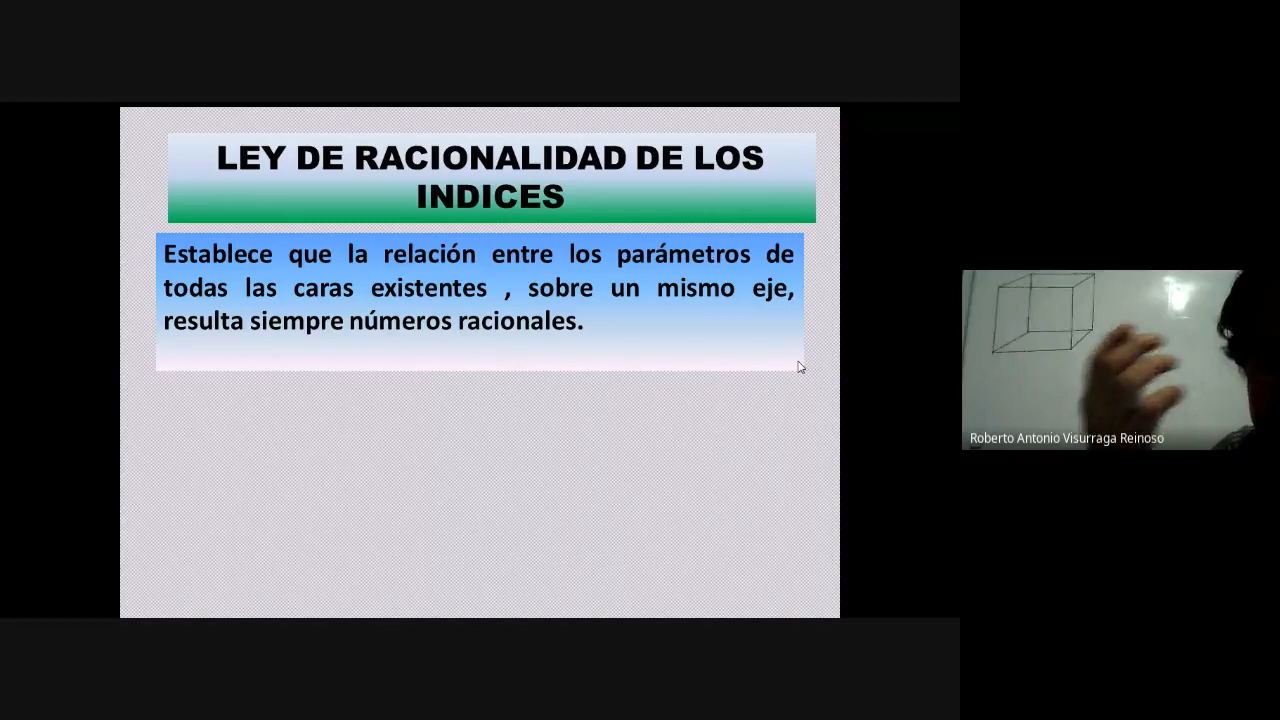 LEY DE RACIONALIDAD DE LOS
INDICES
Establece que la relación entre los parámetros de
todas las caras existentes , sobre un mismo eje,
resulta siempre números racionales.
Roberto Antonio Visurraga Reinoso